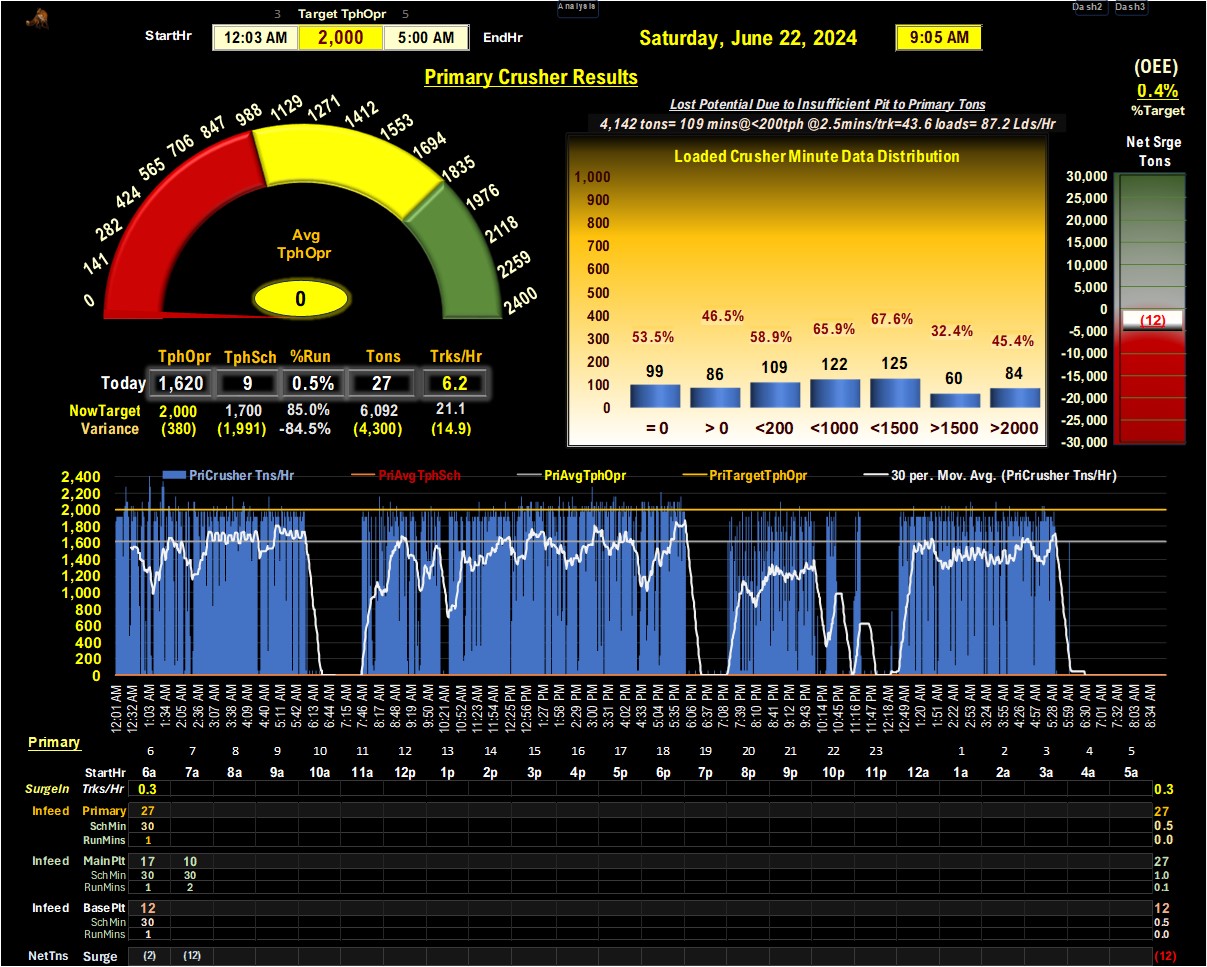 Analysis
Dash2 Dash3
3 Target TphOpr 5
StartHr 12:03 AM 2,000 5:00 AM EndHr
Saturday, June 22, 2024 9:05 AM
Primary Crusher Results
(OEE)
0.4%
%Target
Lost Potential Due to Insufficient Pit to Primary Tons
4,142 tons= 109 mins@<200tph @2.5mins/trk=43.6 loads= 87.2 Lds/Hr
0 141 282 424 565 706 847 988 1129 1271 1412 1553 1694 1835 1976 2118 2259 2400
Avg
TphOpr
0
Loaded Crusher Minute Data Distribution
1,000
900
800
700
600
500
400
300
200
100
0
53.5% 46.5% 58.9% 65.9% 67.6% 32.4% 45.4%
99 86 109 122 125 60 84
= 0 > 0 <200 <1000 <1500 >1500 >2000
Net Srge
Tons
30,000
25,000
20,000
15,000
10,000
5,000
0
-5,000
-10,000
-15,000
-20,000
-25,000
-30,000
(12)
TphOpr TphSch %Run Tons Trks/Hr
Today 1,620 9 0.5% 27 6.2
NowTarget 2,000 1,700 85.0% 6,092 21.1
Variance (380) (1,991) -84.5% (4,300) (14.9)
PriCrusher Tns/Hr PriAvgTphSch PriAvgTphOpr PriTargetTphOpr 30 per. Mov. Avg. (PriCrusher Tns/Hr)
2,400
2,200
2,000
1,800
1,600
1,400
1,200
1,000
800
600
400
200
0
12:01 AM 12:32 AM 1:03 AM 1:34 AM 2:05 AM 2:36 AM 3:07 AM 3:38 AM 4:09 AM 4:40 AM 5:11 AM 5:42 AM 6:13 AM 6:44 AM 7:15 AM 7:46 AM 8:17 AM 8:48 AM 9:19 AM 9:50 AM 10:21 AM 10:52 AM 11:23 AM 11:54 AM 12:25 PM 12:56 PM 1:27 PM 1:58 PM 2:29 PM 3:00 PM 3:31 PM 4:02 PM 4:33 PM 5:04 PM 5:35 PM 6:06 PM 6:37 PM 7:08 PM 7:39 PM 8:10 PM 8:41 PM 9:12 PM 9:43 PM 10:14 PM 10:45 PM 11:16 PM 11:47 PM 12:18 AM 12:49 AM 1:20 AM 1:51 AM 2:22 AM 2:53 AM 3:24 AM 3:55 AM 4:26 AM 4:57 AM 5:28 AM 5:59 AM 6:30 AM 7:01 AM 7:32 AM 8:03 AM 8:34 AM
Primary 6 7 8 9 10 11 12 13 14 15 16 17 18 19 20 21 22 23 1 2 3 4 5
StartHr 6a 7a 8a 9a 10a 11a 12p 1p 2p 3p 4p 5p 6p 7p 8p 9p 10p 11p 12a 1a 2a 3a 4a 5a
SurgeIn Trks/Hr 0.3 0.3
Infeed Primary 27 27
SchMin 30 0.5
RunMins 1 0.0
Infeed MainPlt 17 10 27
SchMin 30 30 1.0
RunMins 1 2 0.1
Infeed BasePlt 12 12
SchMin 30 0.5
RunMins 1 0.0
NetTns Surge (2) (12) (12)